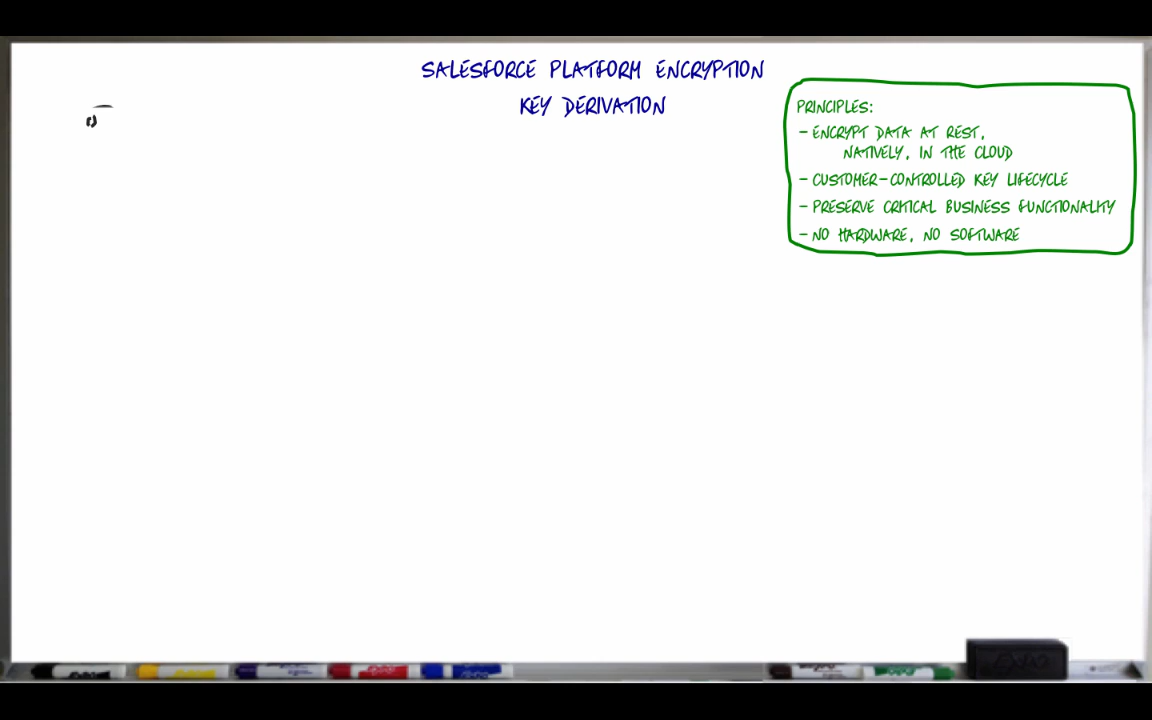 SALESFORCE PLATFORM ENCRYPTION
KEY DERIVATION
PRINCIPLES:
- ENCRYPT DATA AT REST,
NATIVELY, IN THE CLOUD
- CUSTOMER-CONTROLLED KEY LIFECYCLE
- PRESERVE CRITICAL BUSINESS FUNCTIONALITY
- NO HARDWARE, NO SOFTWARE